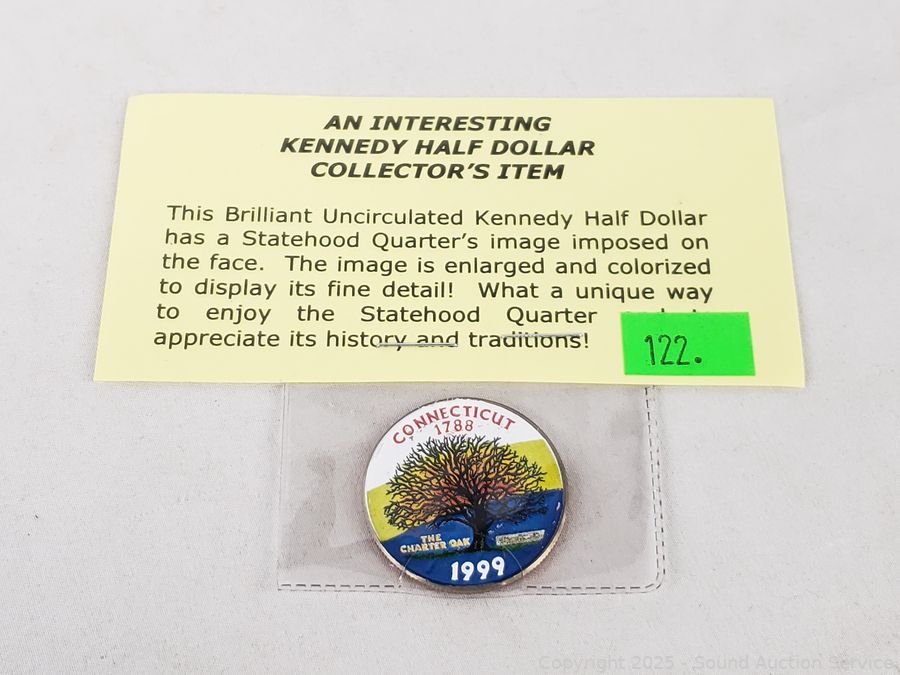 AN INTERESTING
KENNEDY HALF DOLLAR
COLLECTOR'S ITEM
This Brilliant Uncirculated Kennedy Half Dollar
has a Statehood Quarter's image imposed on
the face. The image is enlarged and colorized
to display its fine detail! What a unique way
to enjoy the Statehood Quarter
appreciate its history and traditions!
122.
CONNECTICUT
1788
THE
CHARTER OAK
1999
Copyright 2025 - Sound Auction Service